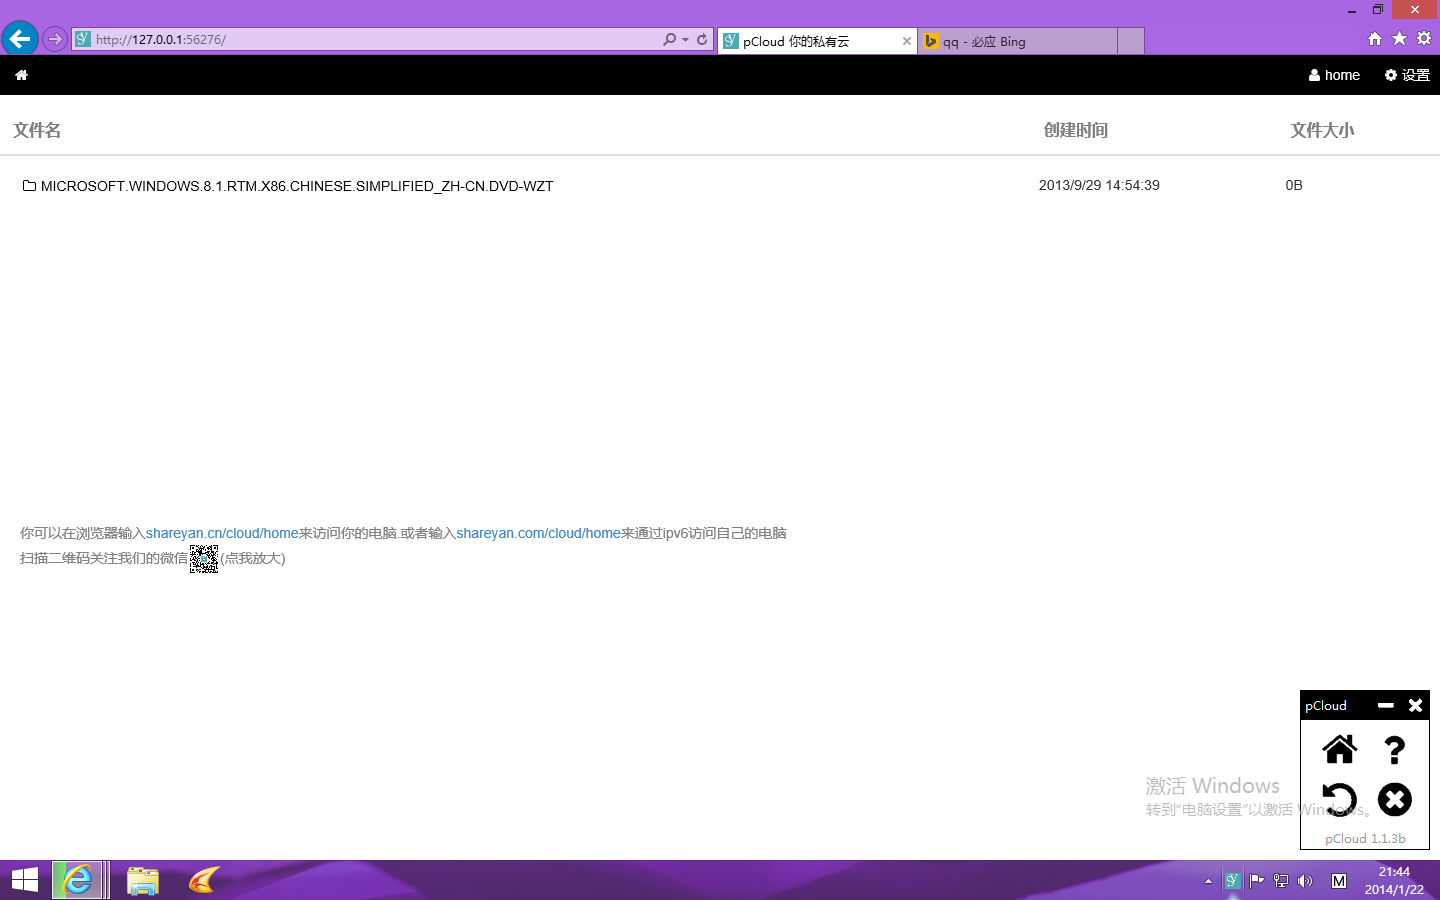 http://127.0.0.1:56276/
pCloud 你的私有云
qq - 必应 Bing
home
设置
文件名
创建时间
文件大小
MICROSOFT.WINDOWS.8.1.RTM.X86.CHINESE.SIMPLIFIED_ZH-CN.DVD-WZT
2013/9/29 14:54:39
0B
你可以在浏览器输入shareyan.cn/cloud/home来访问你的电脑.或者输入shareyan.com/cloud/home来通过ipv6访问自己的电脑
扫描二维码关注我们的微信(点我放大)
pCloud
激活 Windows
转到“电脑设置”以激活 Windows。
pCloud 1.1.3b
M
21:44
2014/1/22